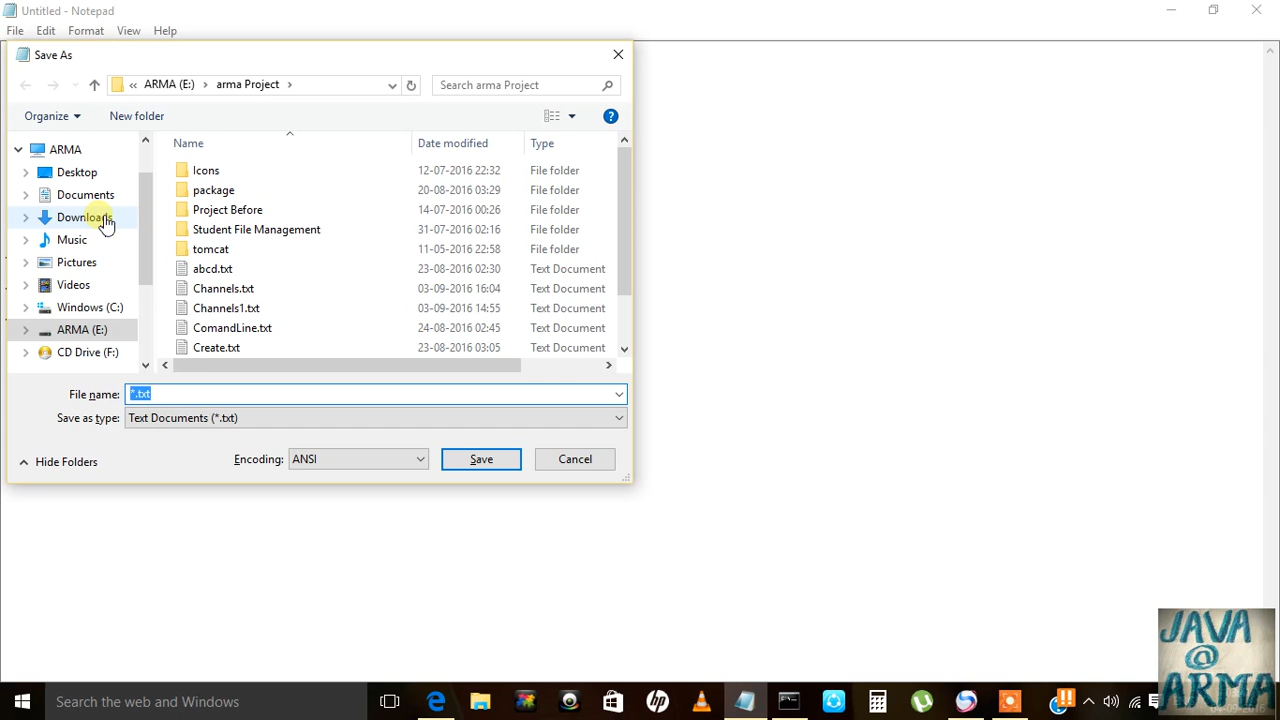 Untitled - Notepad
File Edit Format View Help
Save As
« ARMA (E:) › arma Project ›
Search arma Project
Organize New folder
ARMA
Desktop
Documents
Downloads
Music
Pictures
Videos
Windows (C:)
ARMA (E:)
CD Drive (F:)
Name Date modified Type
Icons 12-07-2016 22:32 File folder
package 20-08-2016 03:29 File folder
Project Before 14-07-2016 00:26 File folder
Student File Management 31-07-2016 02:16 File folder
tomcat 11-05-2016 22:58 File folder
abcd.txt 23-08-2016 02:30 Text Document
Channels.txt 03-09-2016 16:04 Text Document
Channels1.txt 03-09-2016 14:55 Text Document
ComandLine.txt 24-08-2016 02:45 Text Document
Create.txt 23-08-2016 03:05 Text Document
File name: *.txt
Save as type: Text Documents (*.txt)
Hide Folders
Encoding: ANSI
Save Cancel
JAVA
@
ARMA
Search the web and Windows
hp